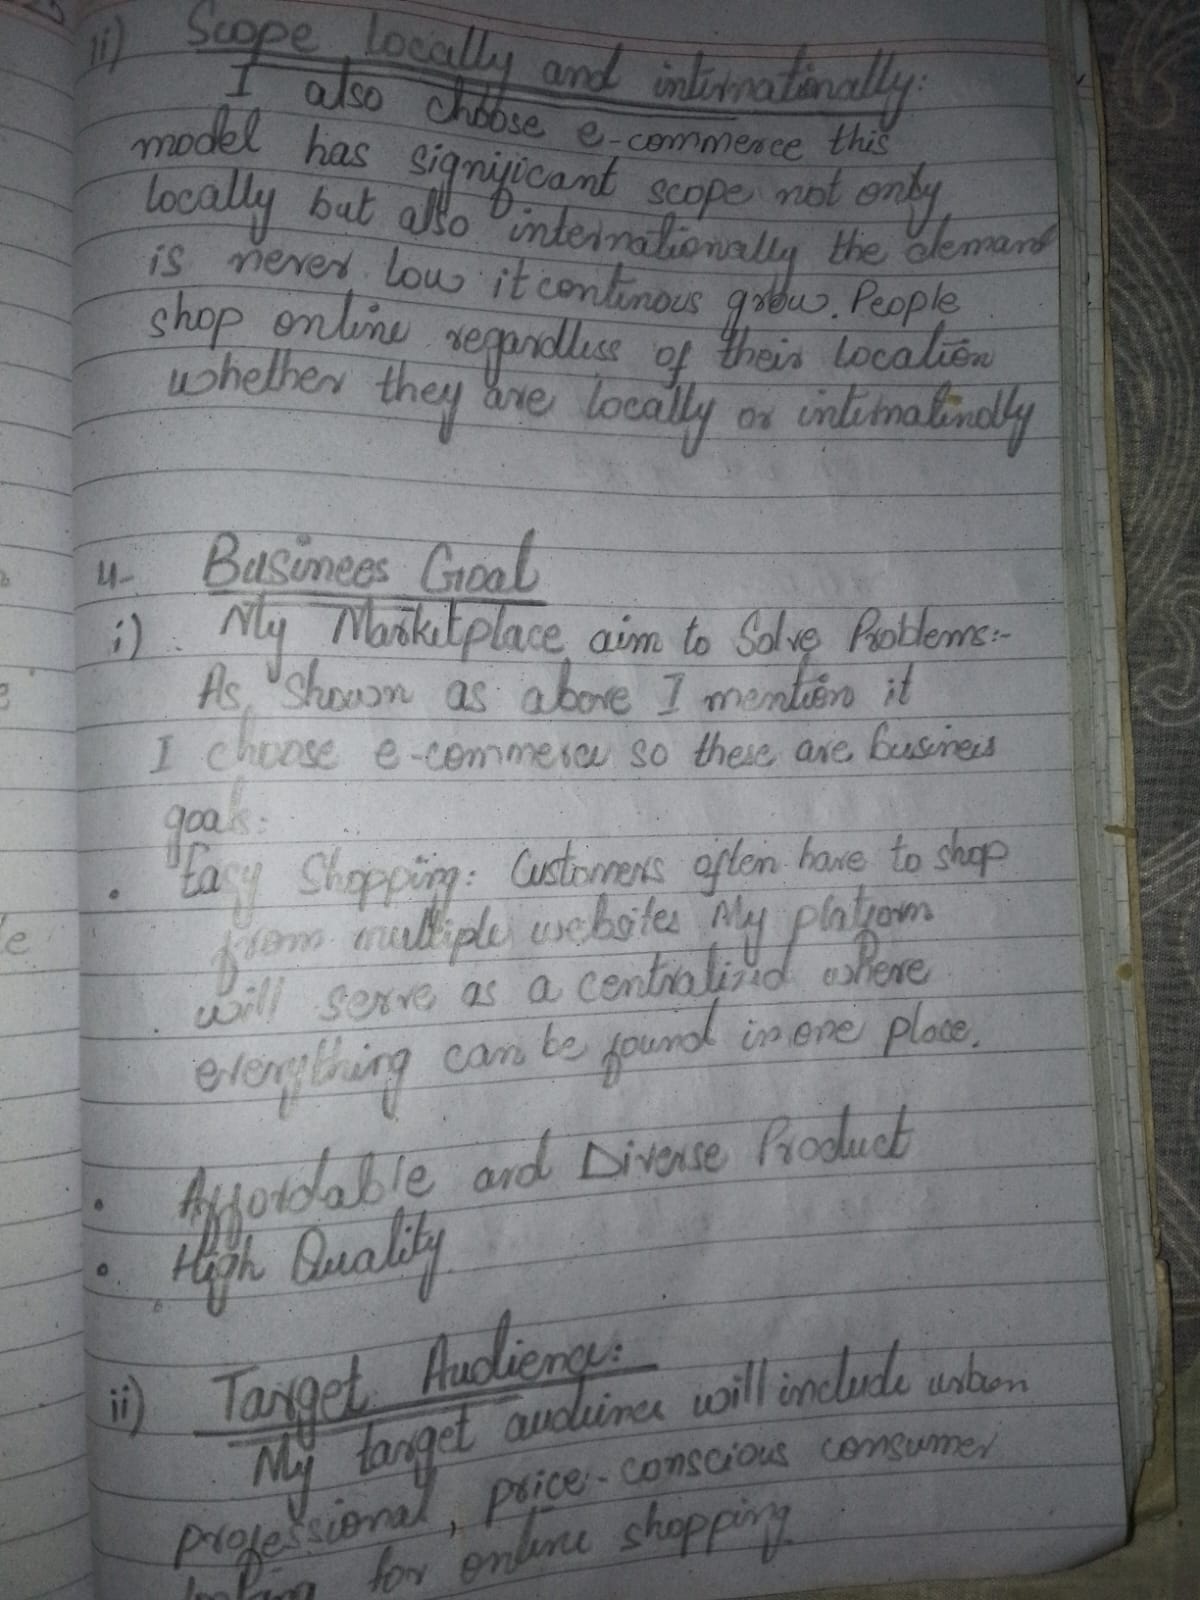 ii) Scope locally and internatinally:
I also choose e-commerce this
model has signijicant scope not only
locally but also internationally the demand
is never low it continous grow. People
shop online regardless of their location
whether they are locally or internatinally
4- Businees Goal
i) My Marketplace aim to Solve Problems:-
As Shown as above I mention it
I choose e-commerce so these are business
goals:
• Easy Shopping: Customers often have to shop
from multiple websites My platform
will serve as a centralized where
everything can be found in one place.
• Affordable and Diverse Product
• High Quality
ii) Target Audience:
My target audience will include urban
professional, price-conscious consumer
looking for online shopping